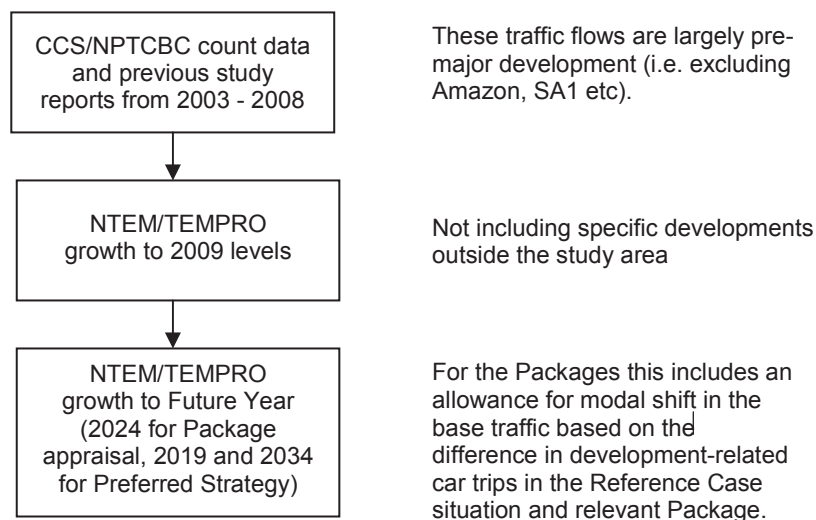 CCS/NPTCBC count data
and previous study
reports from 2003 - 2008
These traffic flows are largely pre-
major development (i.e. excluding
Amazon, SA1 etc).
NTEM/TEMPRO
growth to 2009 levels
Not including specific developments
outside the study area
NTEM/TEMPRO
growth to Future Year
(2024 for Package
appraisal, 2019 and 2034
for Preferred Strategy)
For the Packages this includes an
allowance for modal shift in the
base traffic based on the
difference in development-related
car trips in the Reference Case
situation and relevant Package.